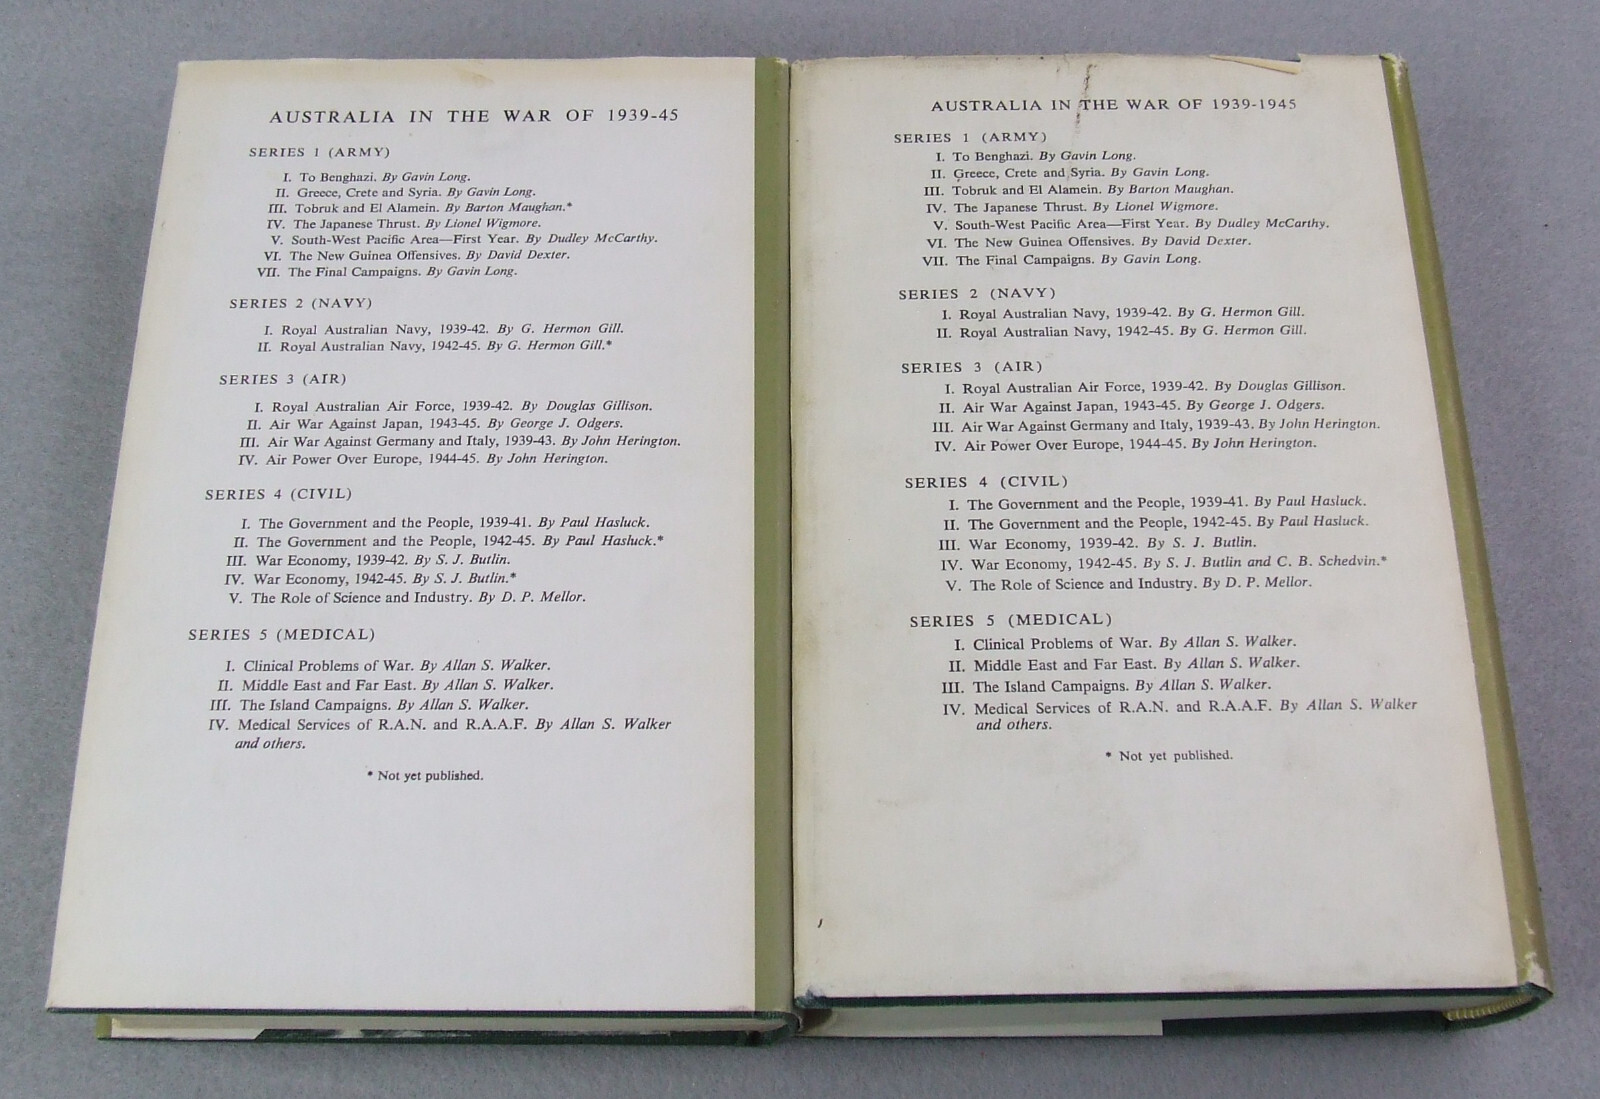 AUSTRALIA IN THE WAR OF 1939-45
SERIES 1 (ARMY)
I. To Benghazi. By Gavin Long.
II. Greece, Crete and Syria. By Gavin Long.
III. Tobruk and El Alamein. By Barton Maughan.*
IV. The Japanese Thrust. By Lionel Wigmore.
V. South-West Pacific Area—First Year. By Dudley McCarthy.
VI. The New Guinea Offensives. By David Dexter.
VII. The Final Campaigns. By Gavin Long.
SERIES 2 (NAVY)
I. Royal Australian Navy, 1939-42. By G. Hermon Gill.
II. Royal Australian Navy, 1942-45. By G. Hermon Gill.*
SERIES 3 (AIR)
I. Royal Australian Air Force, 1939-42. By Douglas Gillison.
II. Air War Against Japan, 1943-45. By George J. Odgers.
III. Air War Against Germany and Italy, 1939-43. By John Herington.
IV. Air Power Over Europe, 1944-45. By John Herington.
SERIES 4 (CIVIL)
I. The Government and the People, 1939-41. By Paul Hasluck.
II. The Government and the People, 1942-45. By Paul Hasluck.*
III. War Economy, 1939-42. By S. J. Butlin.
IV. War Economy, 1942-45. By S. J. Butlin.*
V. The Role of Science and Industry. By D. P. Mellor.
SERIES 5 (MEDICAL)
I. Clinical Problems of War. By Allan S. Walker.
II. Middle East and Far East. By Allan S. Walker.
III. The Island Campaigns. By Allan S. Walker.
IV. Medical Services of R.A.N. and R.A.A.F. By Allan S. Walker
and others.
* Not yet published.
AUSTRALIA IN THE WAR OF 1939-1945
SERIES 1 (ARMY)
I. To Benghazi. By Gavin Long.
II. Greece, Crete and Syria. By Gavin Long.
III. Tobruk and El Alamein. By Barton Maughan.
IV. The Japanese Thrust. By Lionel Wigmore.
V. South-West Pacific Area—First Year. By Dudley McCarthy.
VI. The New Guinea Offensives. By David Dexter.
VII. The Final Campaigns. By Gavin Long.
SERIES 2 (NAVY)
I. Royal Australian Navy, 1939-42. By G. Hermon Gill.
II. Royal Australian Navy, 1942-45. By G. Hermon Gill.
SERIES 3 (AIR)
I. Royal Australian Air Force, 1939-42. By Douglas Gillison.
II. Air War Against Japan, 1943-45. By George J. Odgers.
III. Air War Against Germany and Italy, 1939-43. By John Herington.
IV. Air Power Over Europe, 1944-45. By John Herington.
SERIES 4 (CIVIL)
I. The Government and the People, 1939-41. By Paul Hasluck.
II. The Government and the People, 1942-45. By Paul Hasluck.
III. War Economy, 1939-42. By S. J. Butlin.
IV. War Economy, 1942-45. By S. J. Butlin and C. B. Schedvin.*
V. The Role of Science and Industry. By D. P. Mellor.
SERIES 5 (MEDICAL)
I. Clinical Problems of War. By Allan S. Walker.
II. Middle East and Far East. By Allan S. Walker.
III. The Island Campaigns. By Allan S. Walker.
IV. Medical Services of R.A.N. and R.A.A.F. By Allan S. Walker
and others.
* Not yet published.